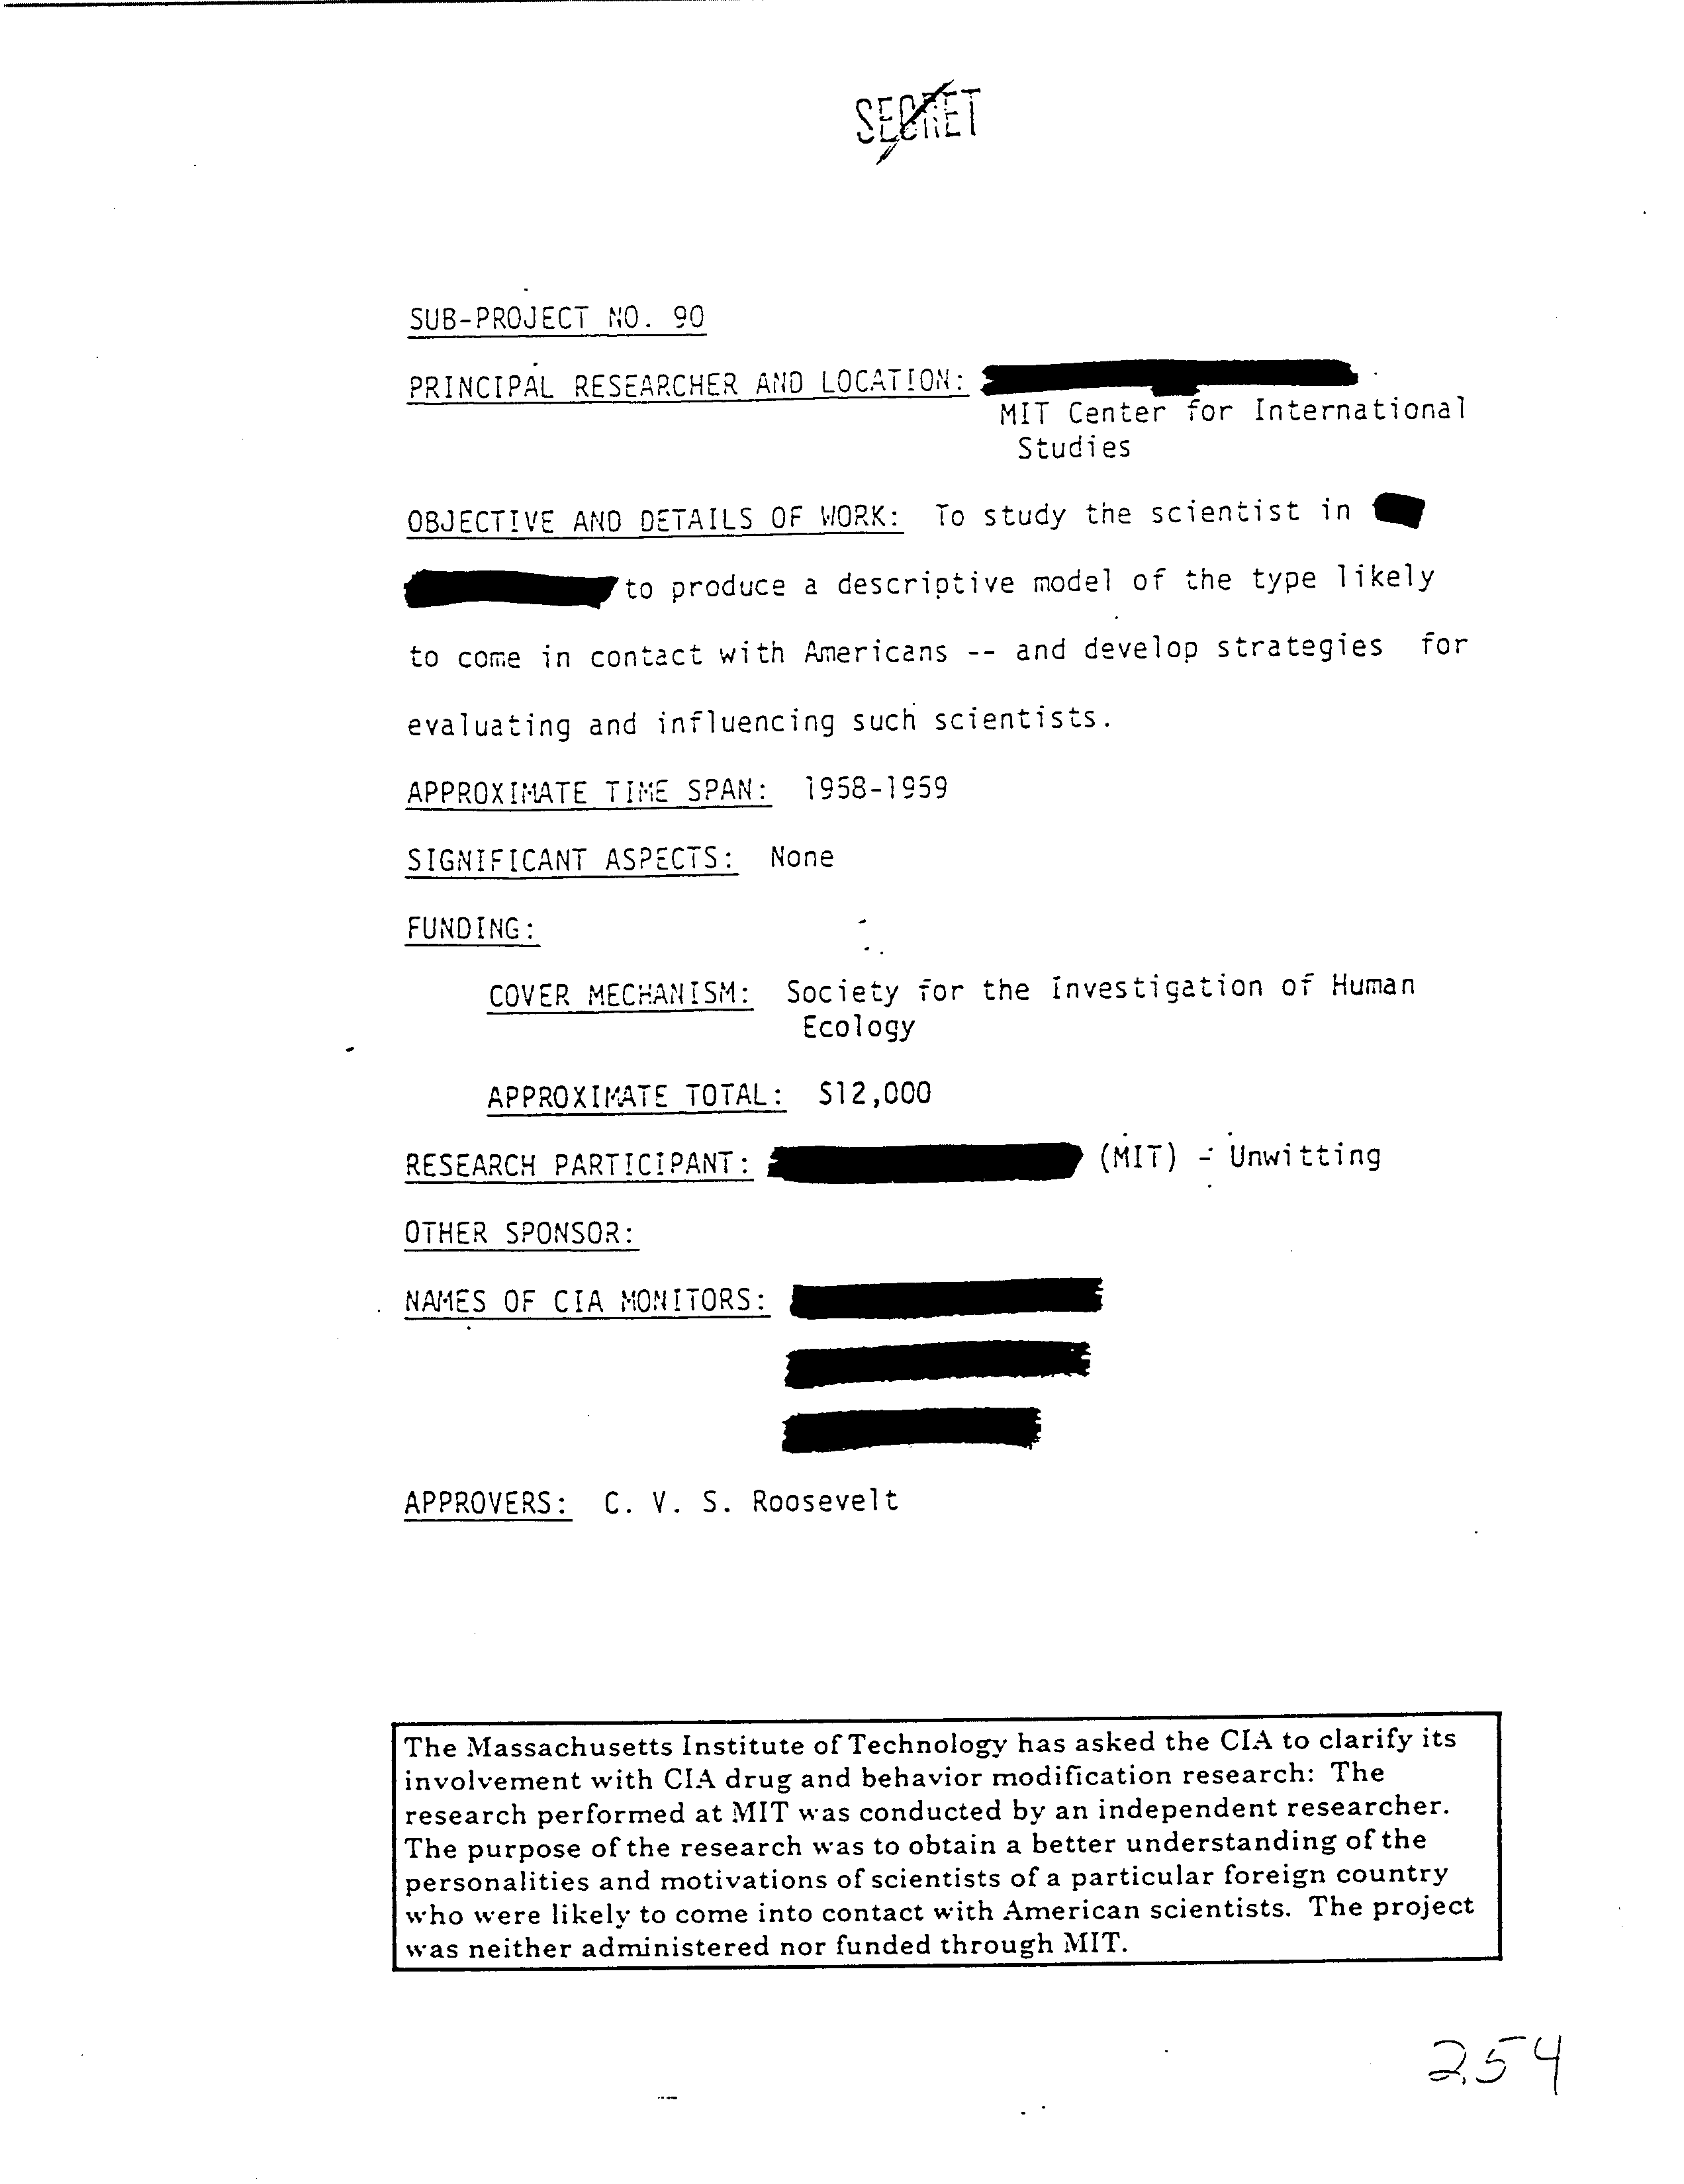 SECRET
SUB-PROJECT NO. 90
PRINCIPAL RESEARCHER AND LOCATION:
MIT Center for International
Studies
OBJECTIVE AND DETAILS OF WORK: To study the scientist in
to produce a descriptive model of the type likely
to come in contact with Americans -- and develop strategies for
evaluating and influencing such scientists.
APPROXIMATE TIME SPAN: 1958-1959
SIGNIFICANT ASPECTS: None
FUNDING:
COVER MECHANISM: Society for the Investigation of Human
Ecology
APPROXIMATE TOTAL: $12,000
RESEARCH PARTICIPANT: (MIT) - Unwitting
OTHER SPONSOR:
NAMES OF CIA MONITORS:
APPROVERS: C. V. S. Roosevelt
The Massachusetts Institute of Technology has asked the CIA to clarify its
involvement with CIA drug and behavior modification research: The
research performed at MIT was conducted by an independent researcher.
The purpose of the research was to obtain a better understanding of the
personalities and motivations of scientists of a particular foreign country
who were likely to come into contact with American scientists. The project
was neither administered nor funded through MIT.
254